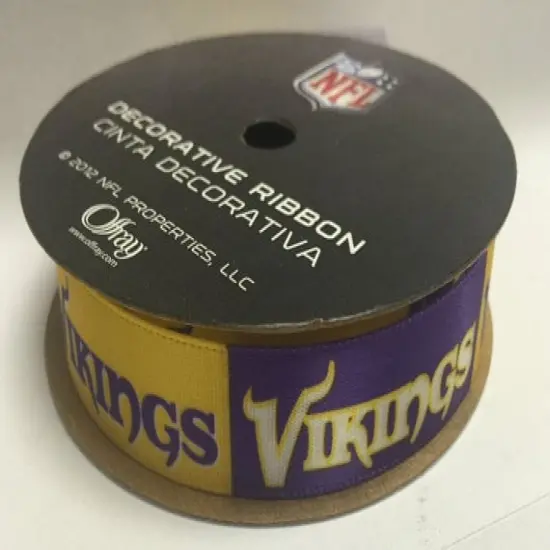 NFL
DECORATIVE RIBBON
CINTA DECORATIVA
© 2012 NFL PROPERTIES, LLC
Offray
www.offray.com
VIKINGS
VIKINGS